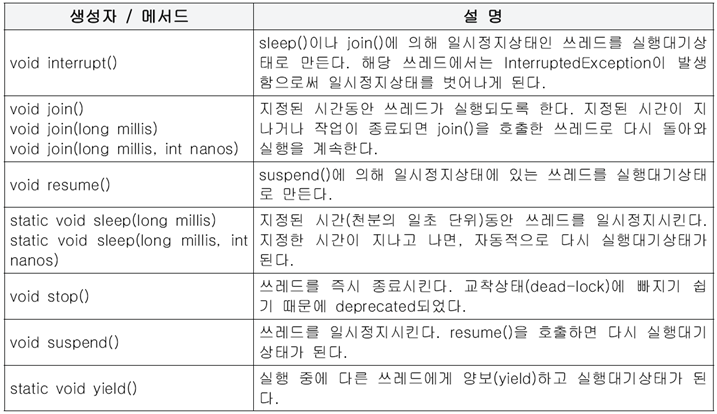 생성자 / 메서드
설 명
void interrupt()
sleep()이나 join()에 의해 일시정지상태인 쓰레드를 실행대기상
태로 만든다. 해당 쓰레드에서는 InterruptedException이 발생
함으로써 일시정지상태를 벗어나게 된다.
void join()
void join(long millis)
void join(long millis, int nanos)
지정된 시간동안 쓰레드가 실행되도록 한다. 지정된 시간이 지
나거나 작업이 종료되면 join()을 호출한 쓰레드로 다시 돌아와
실행을 계속한다.
void resume()
suspend()에 의해 일시정지상태에 있는 쓰레드를 실행대기상태
로 만든다.
static void sleep(long millis)
static void sleep(long millis, int
nanos)
지정된 시간(천분의 일초 단위)동안 쓰레드를 일시정지시킨다.
지정한 시간이 지나고 나면, 자동적으로 다시 실행대기상태가
된다.
void stop()
쓰레드를 즉시 종료시킨다. 교착상태(dead-lock)에 빠지기 쉽
기 때문에 deprecated되었다.
void suspend()
쓰레드를 일시정지시킨다. resume()을 호출하면 다시 실행대기
상태가 된다.
static void yield()
실행 중에 다른 쓰레드에게 양보(yield)하고 실행대기상태가 된
다.